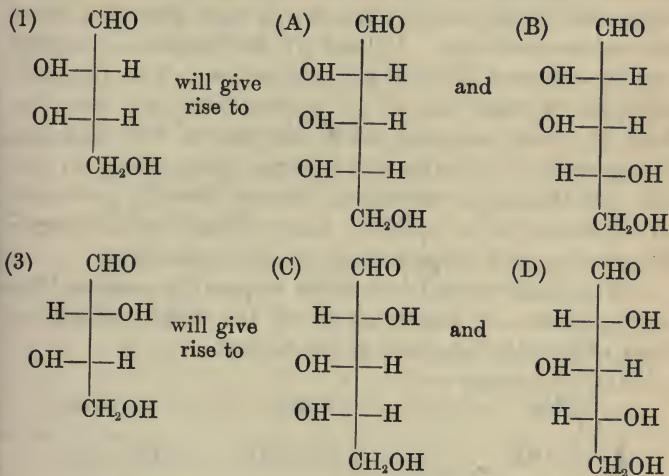 (1) CHO (A) CHO (B) CHO
OH H will give rise to OH H and OH H
OH H OH H OH H
CH₂OH OH H H OH
CH₂OH CH₂OH
(3) CHO (C) CHO (D) CHO
H OH will give rise to H OH and H OH
OH H OH H OH H
CH₂OH OH H H OH
CH₂OH CH₂OH